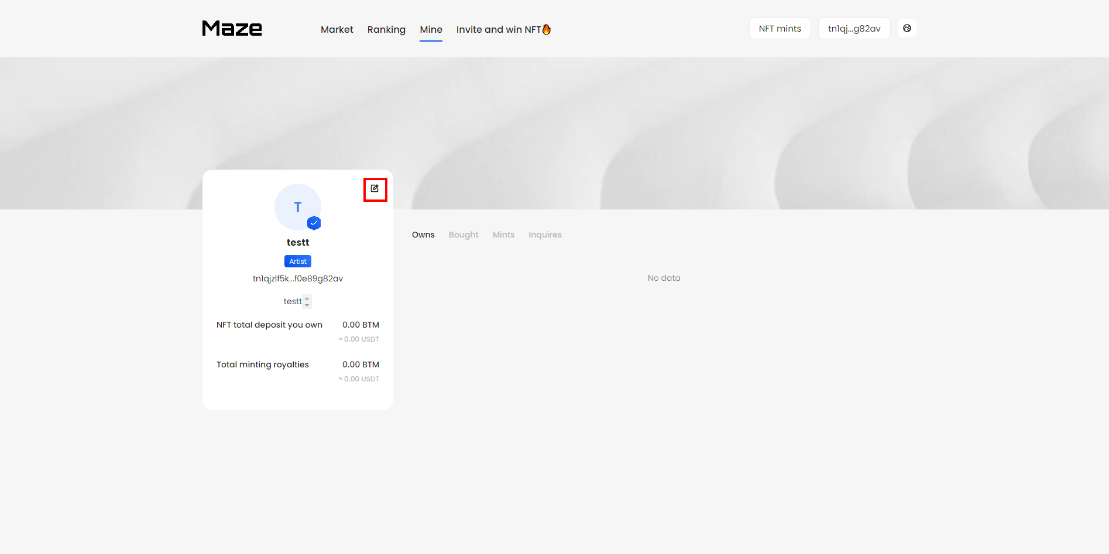 Maze
Market Ranking Mine Invite and win NFT🔥
NFT mints tn1qj...g82av
T
testt
Artist
tn1qjzlf5k...f0e89g82av
testt
NFT total deposit you own 0.00 BTM
≈ 0.00 USDT
Total minting royalties 0.00 BTM
≈ 0.00 USDT
Owns Bought Mints Inquires
No data